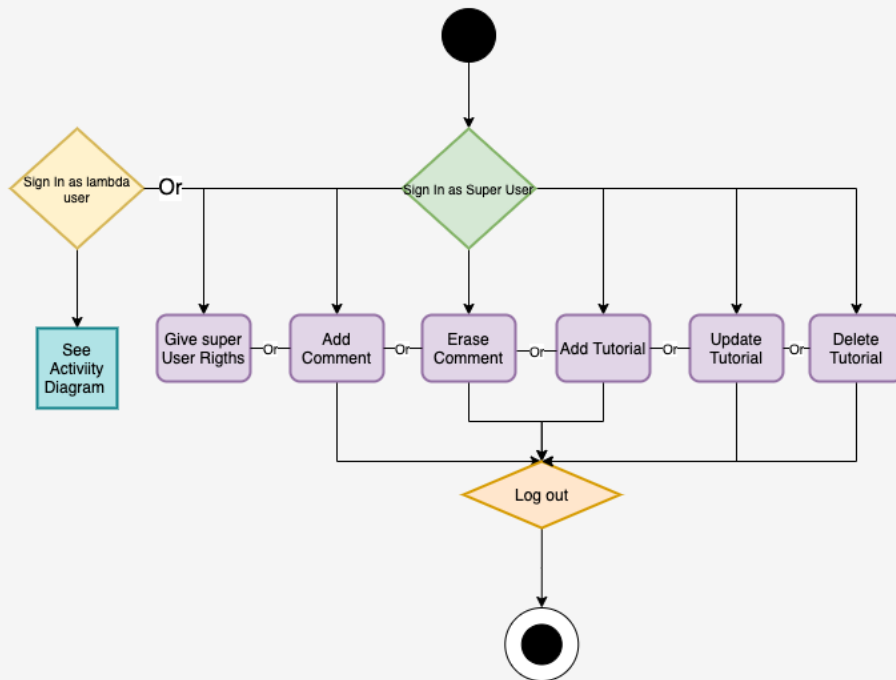 Sign In as lambda
user
Or
Sign In as Super User
Give super
User Rigths
Or
Add
Comment
Or
Erase
Comment
Or
Add Tutorial
Or
Update
Tutorial
Or
Delete
Tutorial
See
Activiity
Diagram
Log out